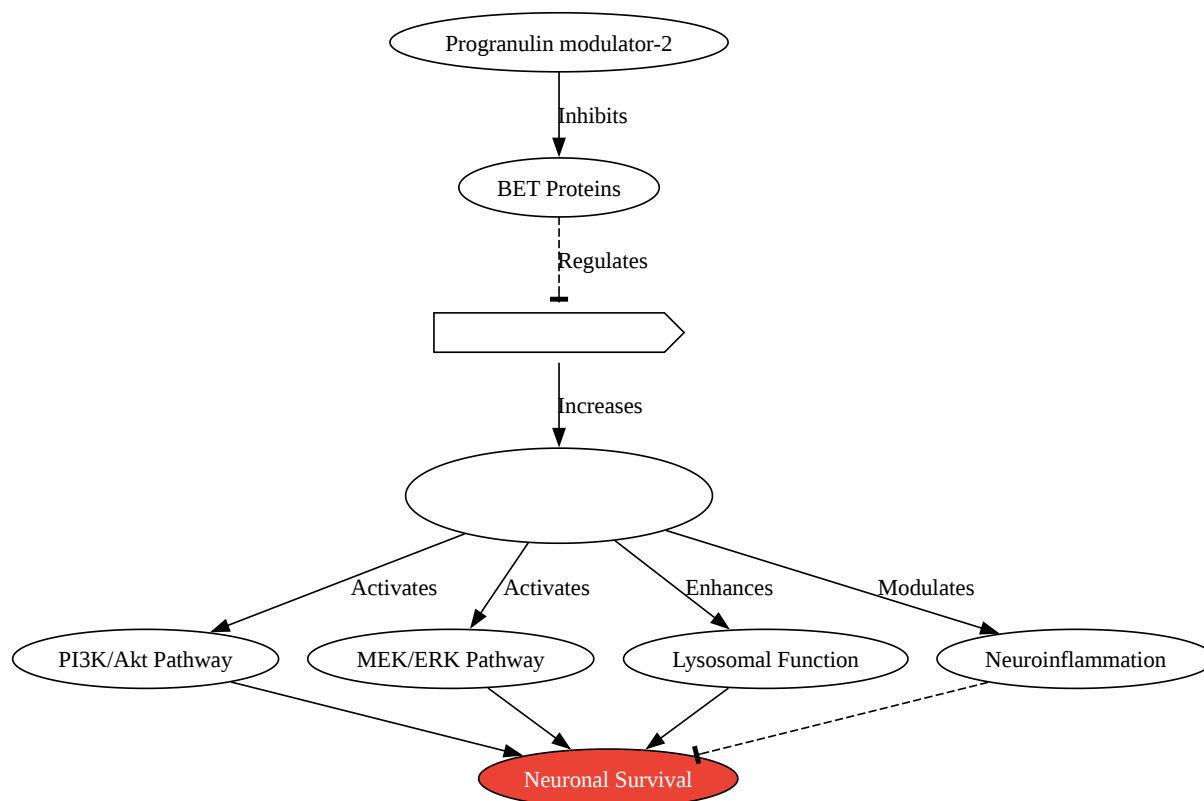 Progranulin modulator-2
Inhibits
BET Proteins
Regulates
Increases
Activates
Activates
Enhances
Modulates
PI3K/Akt Pathway
MEK/ERK Pathway
Lysosomal Function
Neuroinflammation
Neuronal Survival